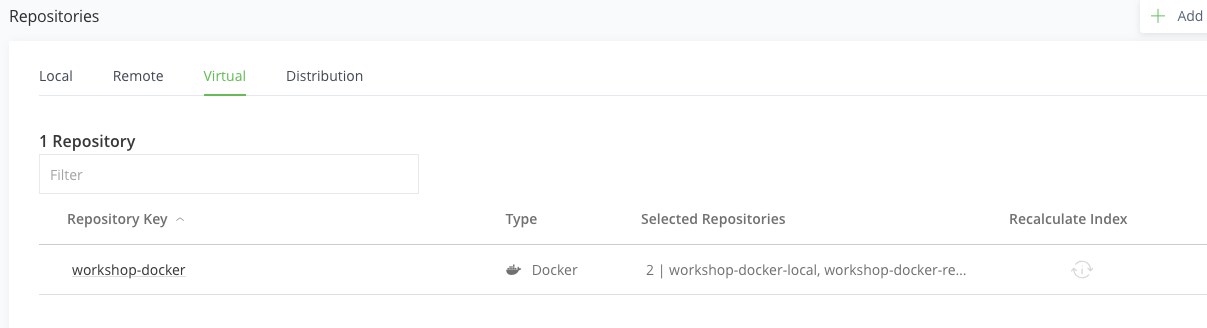 Repositories
Add
Local Remote Virtual Distribution
1 Repository
Filter
Repository Key Type Selected Repositories Recalculate Index
workshop-docker Docker 2 | workshop-docker-local, workshop-docker-re...